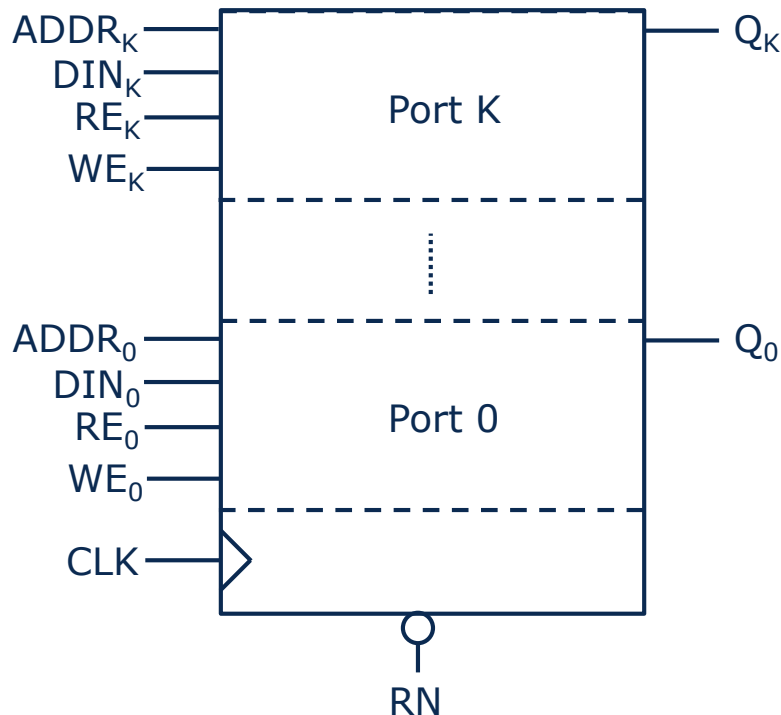 ADDRK QK
DINK
REK
WEK
Port K
ADDR0 Q0
DIN0
RE0
WE0
Port 0
CLK
RN